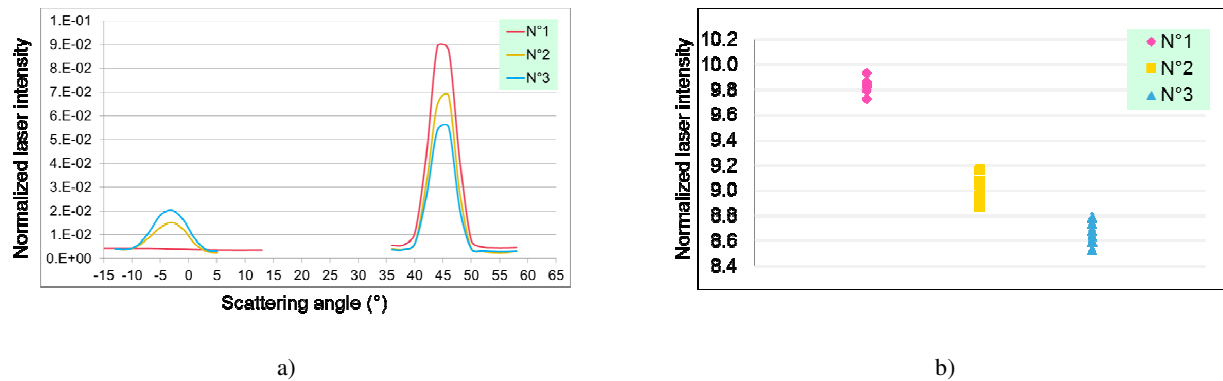 Normalized laser intensity
1.E-01
9.E-02
8.E-02
7.E-02
6.E-02
5.E-02
4.E-02
3.E-02
2.E-02
1.E-02
0.E+00
-15 -10 -5 0 5 10 15 20 25 30 35 40 45 50 55 60 65
Scattering angle (°)
N°1
N°2
N°3
a)
Normalized laser intensity
10.2
10.0
9.8
9.6
9.4
9.2
9.0
8.8
8.6
8.4
N°1
N°2
N°3
b)